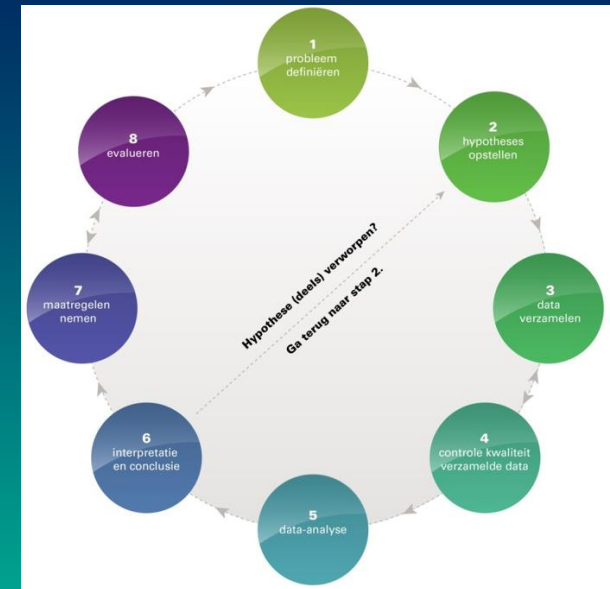 1
probleem
definiëren
2
hypotheses
opstellen
3
data
verzamelen
4
controle kwaliteit
verzamelde data
5
data-analyse
6
interpretatie
en conclusie
7
maatregelen
nemen
8
evalueren
Hypothese (deels) verworpen?
Ga terug naar stap 2.